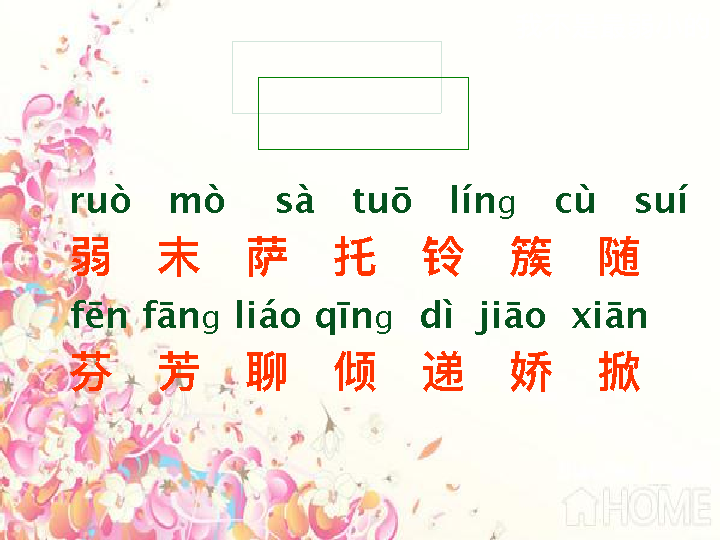 ruò mò sà tuō líng cù suí
弱 末 萨 托 铃 簇 随
fēn fāng liáo qīng dì jiāo xiān
芬 芳 聊 倾 递 娇 掀
HOME